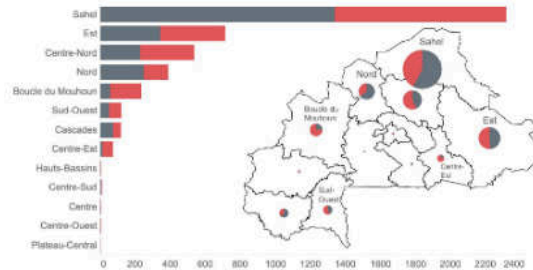 Sahel
Est
Centre-Nord
Nord
Boucle du Mouhoun
Sud-Ouest
Cascades
Centre-Est
Hauts-Bassins
Centre-Sud
Centre
Centre-Ouest
Plateau-Central
0 200 400 600 800 1000 1200 1400 1600 1800 2000 2200 2400
Sahel
Nord
Boucle du
Mouhoun
Est
Centre-
Est
Sud-
Ouest